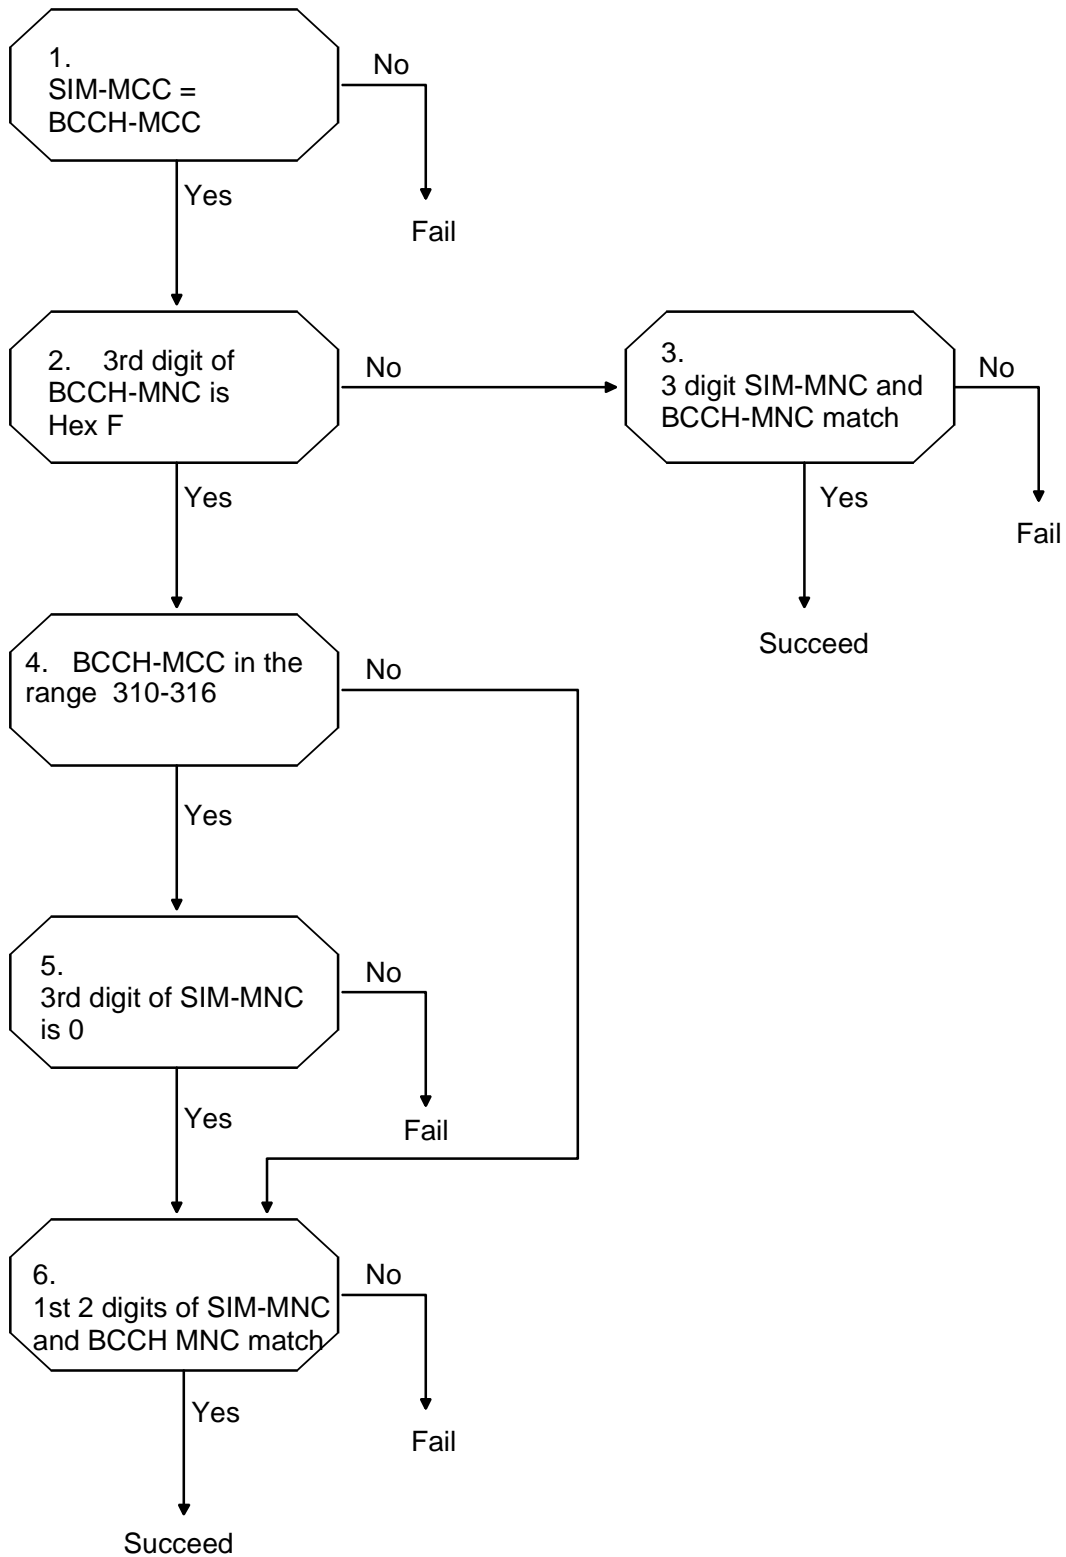 1.
SIM-MCC =
BCCH-MCC
No
Yes
Fail
2. 3rd digit of
BCCH-MNC is
Hex F
No
Yes
3.
3 digit SIM-MNC and
BCCH-MNC match
No
Yes
Fail
Succeed
4. BCCH-MCC in the
range 310-316
No
Yes
5.
3rd digit of SIM-MNC
is 0
No
Yes
Fail
6.
1st 2 digits of SIM-MNC
and BCCH MNC match
No
Yes
Fail
Succeed